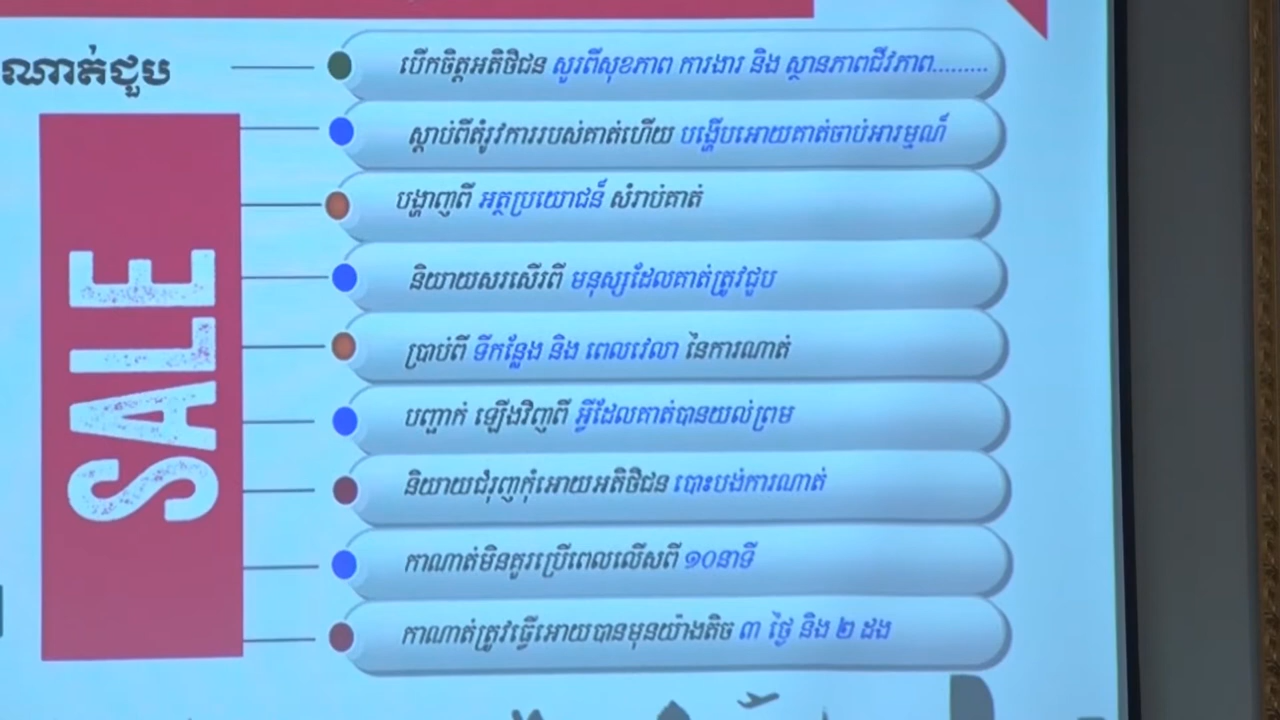 ណាត់ជួប
SALE
បើកចិត្តអតិថិជន សួរពីសុខភាព ការងារ និង ស្ថានភាពជីវភាព.........
ស្តាប់ពីតំរូវការរបស់គាត់ហើយ បង្ហើបអោយគាត់ចាប់អារម្មណ៍
បង្ហាញពី អត្ថប្រយោជន៍ សំរាប់គាត់
និយាយសរសើរពី មនុស្សដែលគាត់ត្រូវជួប
ប្រាប់ពី ទីកន្លែង និង ពេលវេលា នៃការណាត់
បញ្ជាក់ ឡើងវិញពី អ្វីដែលគាត់បានយល់ព្រម
និយាយជំរុញកុំអោយអតិថិជន បោះបង់ការណាត់
កាណាត់មិនគួរប្រើពេលលើសពី ១០នាទី
កាណាត់ត្រូវធ្វើអោយបានមុនយ៉ាងតិច ៣ ថ្ងៃ និង ២ ដង